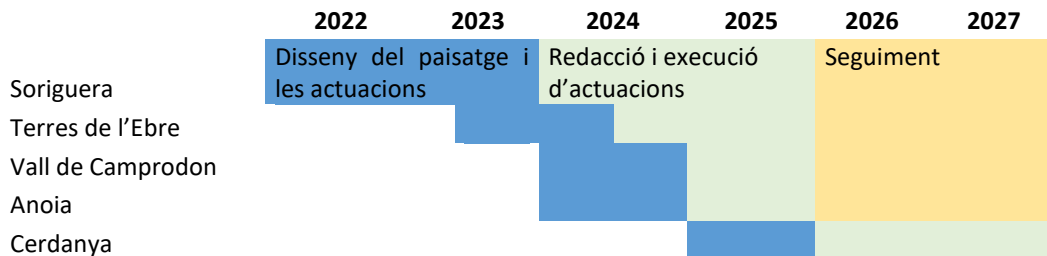 2022 2023 2024 2025 2026 2027
Disseny del paisatge i Redacció i execució Seguiment
Soriguera les actuacions d’actuacions
Terres de l’Ebre
Vall de Camprodon
Anoia
Cerdanya